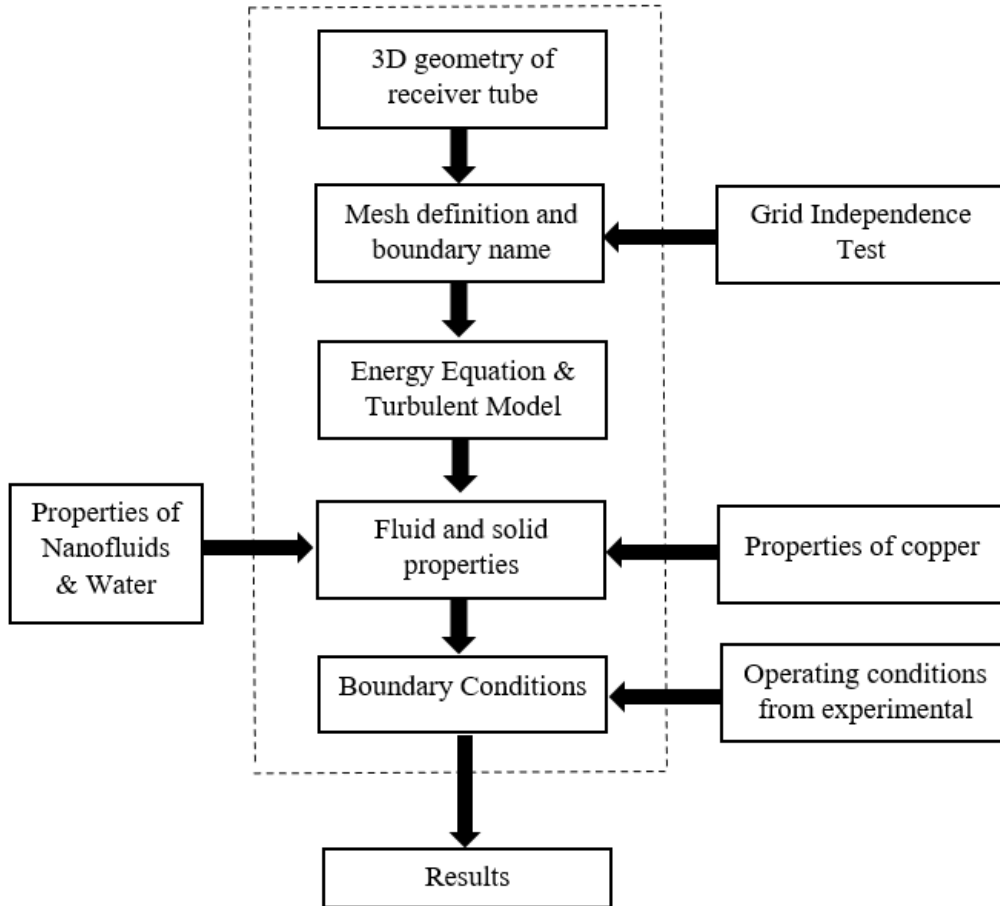 3D geometry of
receiver tube
Mesh definition and
boundary name
Grid Independence
Test
Energy Equation &
Turbulent Model
Properties of
Nanofluids
& Water
Fluid and solid
properties
Properties of copper
Boundary Conditions
Operating conditions
from experimental
Results